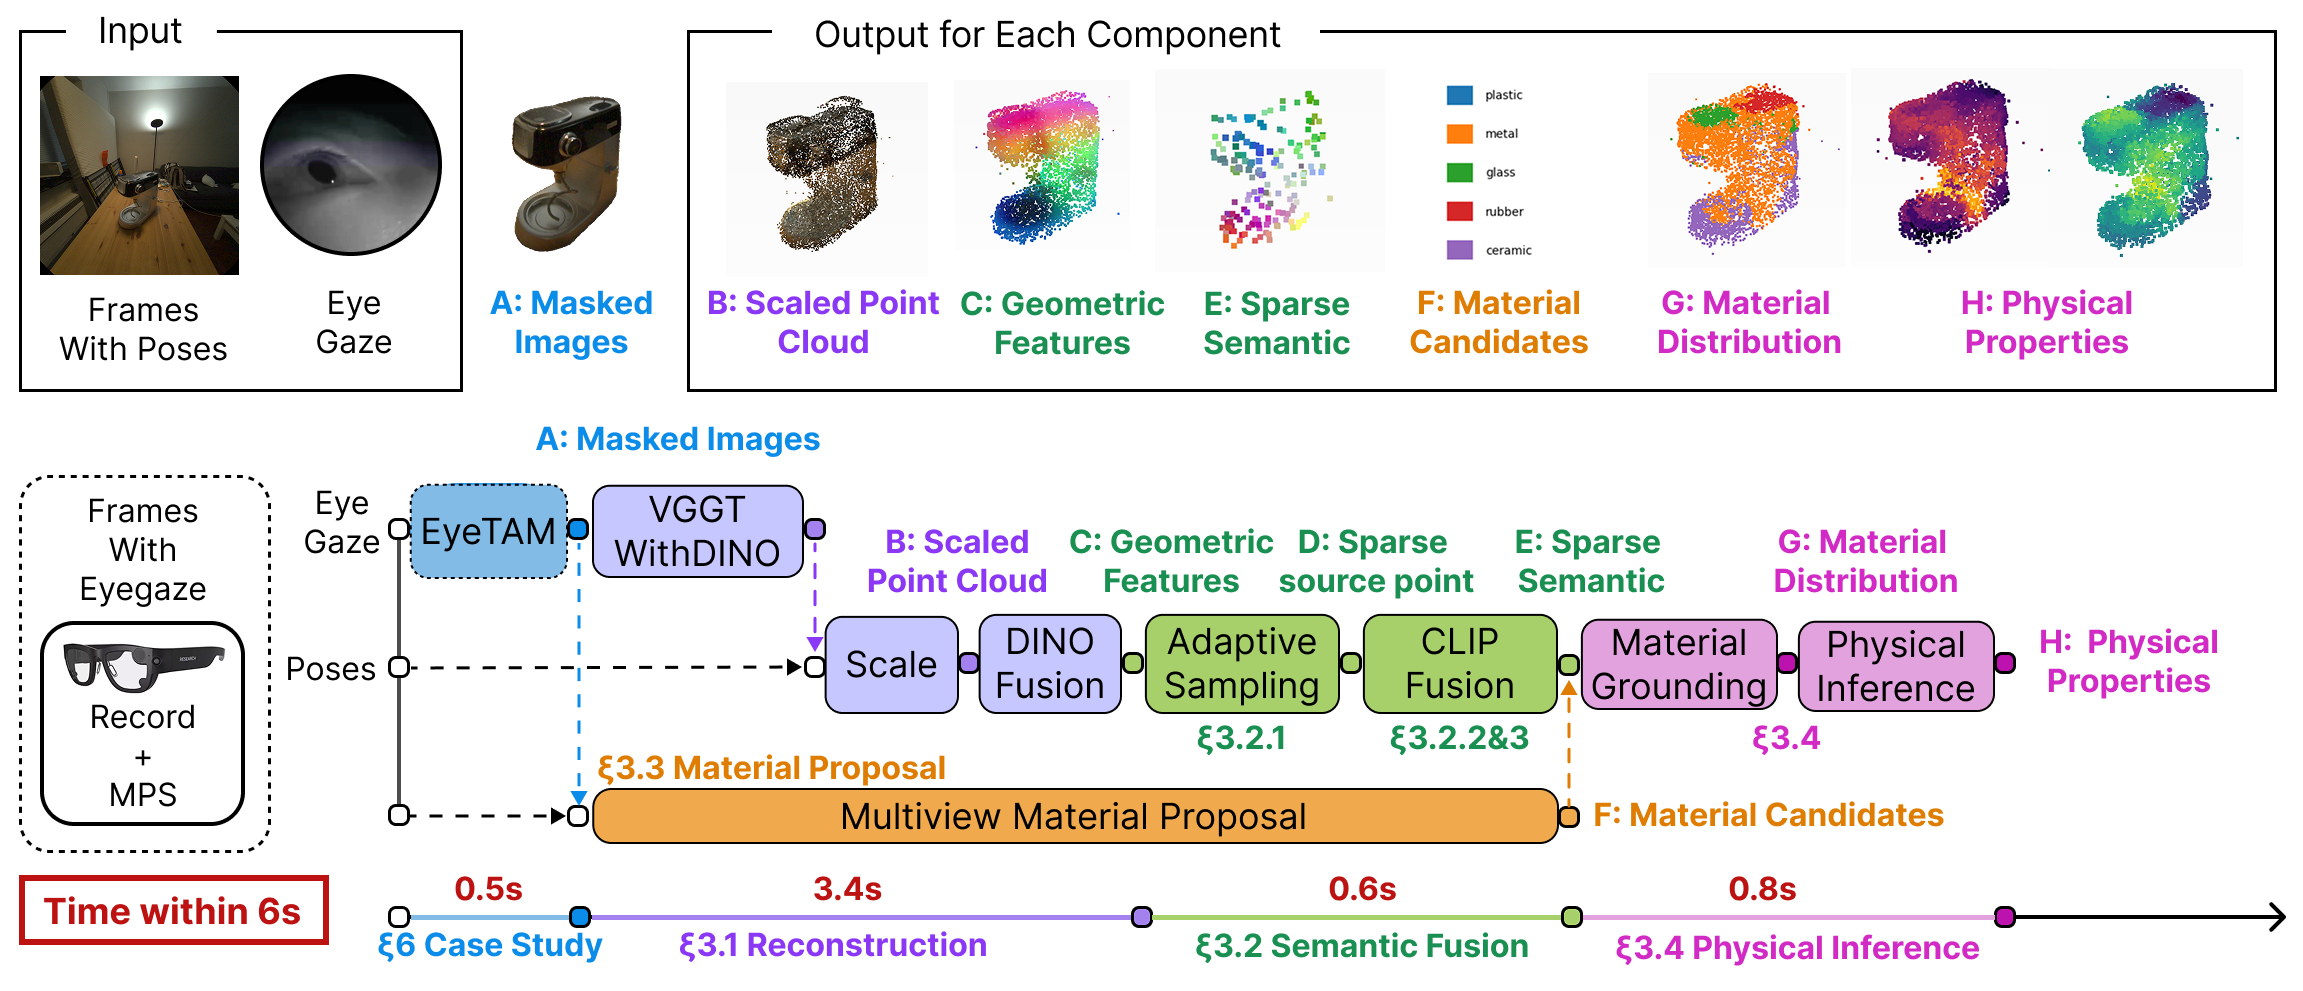 Input
Output for Each Component
Frames
With Poses
Eye
Gaze
A: Masked
Images
plastic
metal
glass
rubber
ceramic
B: Scaled Point
Cloud
C: Geometric
Features
E: Sparse
Semantic
F: Material
Candidates
G: Material
Distribution
H: Physical
Properties
A: Masked Images
Frames
With
Eyegaze
RESEARCH
Record
+
MPS
Eye
Gaze
EyeTAM
VGGT
WithDINO
B: Scaled
Point Cloud
C: Geometric
Features
D: Sparse
source point
E: Sparse
Semantic
G: Material
Distribution
Poses
Scale
DINO
Fusion
Adaptive
Sampling
CLIP
Fusion
Material
Grounding
Physical
Inference
H: Physical
Properties
ξ3.2.1
ξ3.2.2&3
ξ3.4
ξ3.3 Material Proposal
Multiview Material Proposal
F: Material Candidates
Time within 6s
0.5s
3.4s
0.6s
0.8s
ξ6 Case Study
ξ3.1 Reconstruction
ξ3.2 Semantic Fusion
ξ3.4 Physical Inference